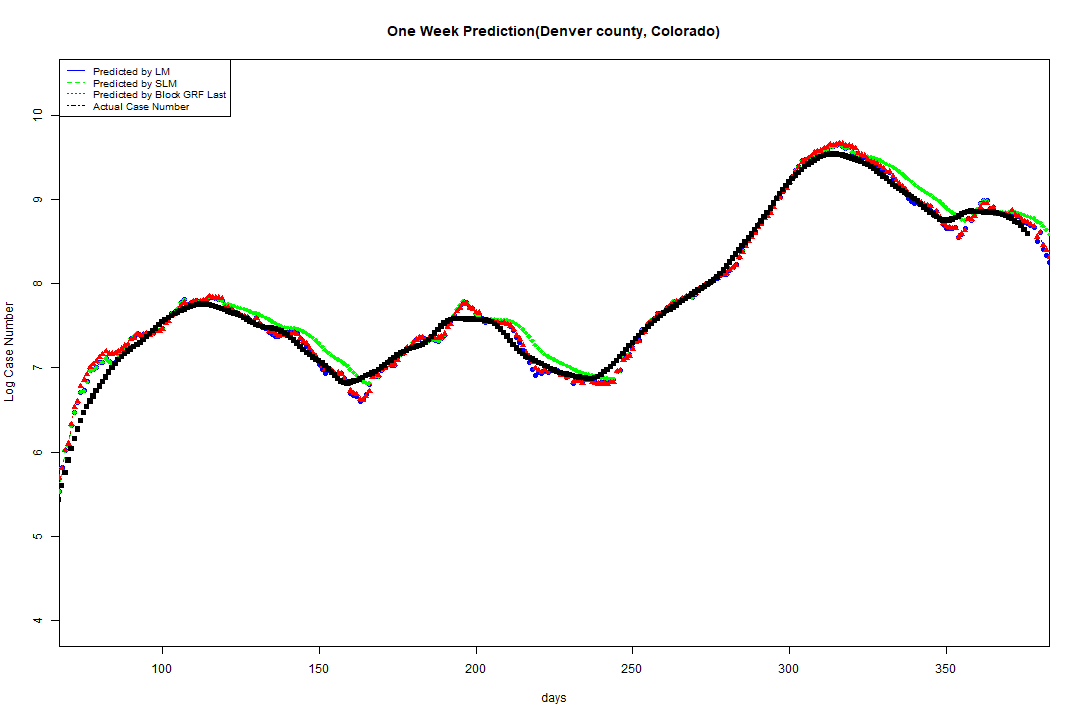 One Week Prediction(Denver county, Colorado)
Predicted by LM
Predicted by SLM
Predicted by Block GRF Last
Actual Case Number
10
9
8
7
6
5
4
Log Case Number
100 150 200 250 300 350
days